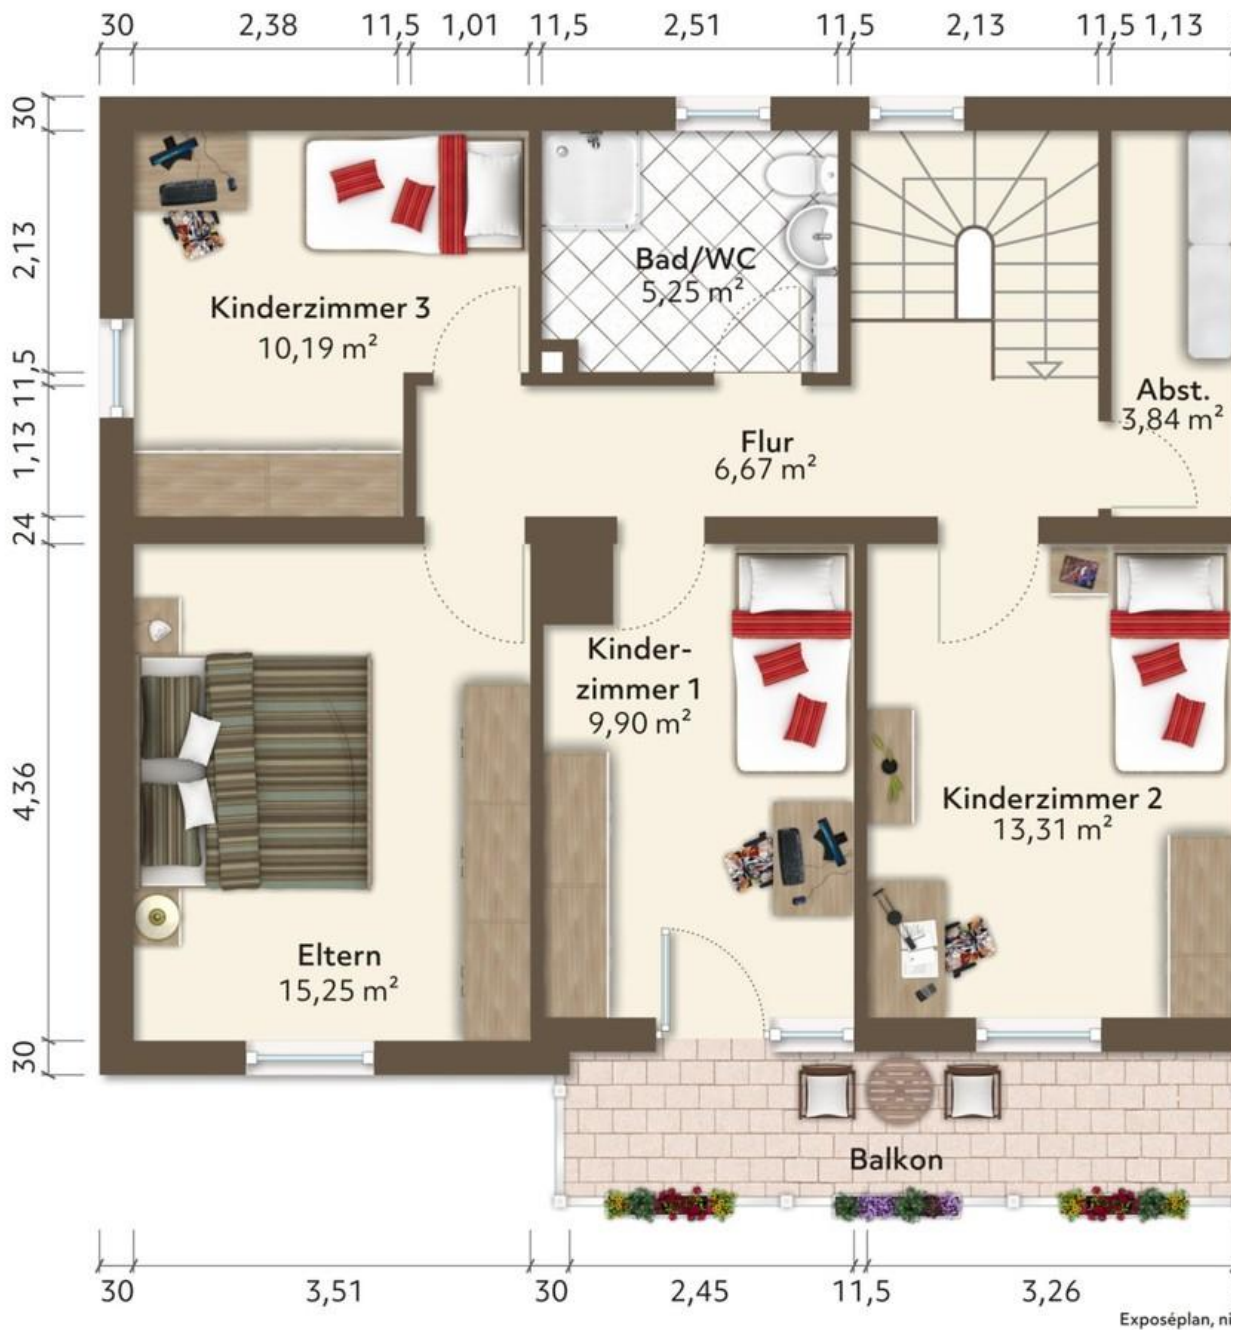 30 2,38 11,5 1,01 11,5 2,51 11,5 2,13 11,5 1,13
30
2,13
11,5
1,13
24
4,36
30
Kinderzimmer 3
10,19 m²
Bad/WC
5,25 m²
Abst.
3,84 m²
Flur
6,67 m²
Kinder-
zimmer 1
9,90 m²
Kinderzimmer 2
13,31 m²
Eltern
15,25 m²
Balkon
30 3,51 30 2,45 11,5 3,26
Exposéplan, ni